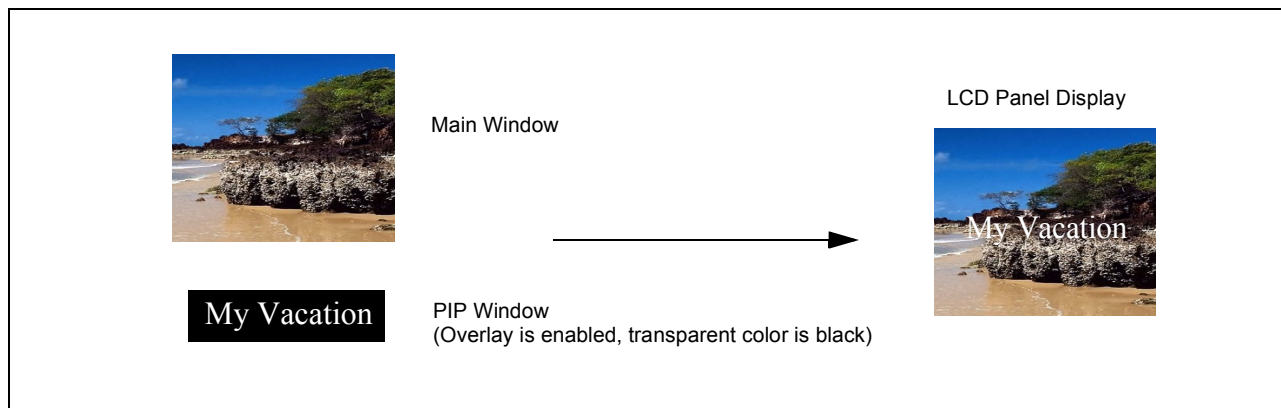 Main Window
LCD Panel Display
My Vacation
My Vacation
PIP Window
(Overlay is enabled, transparent color is black)